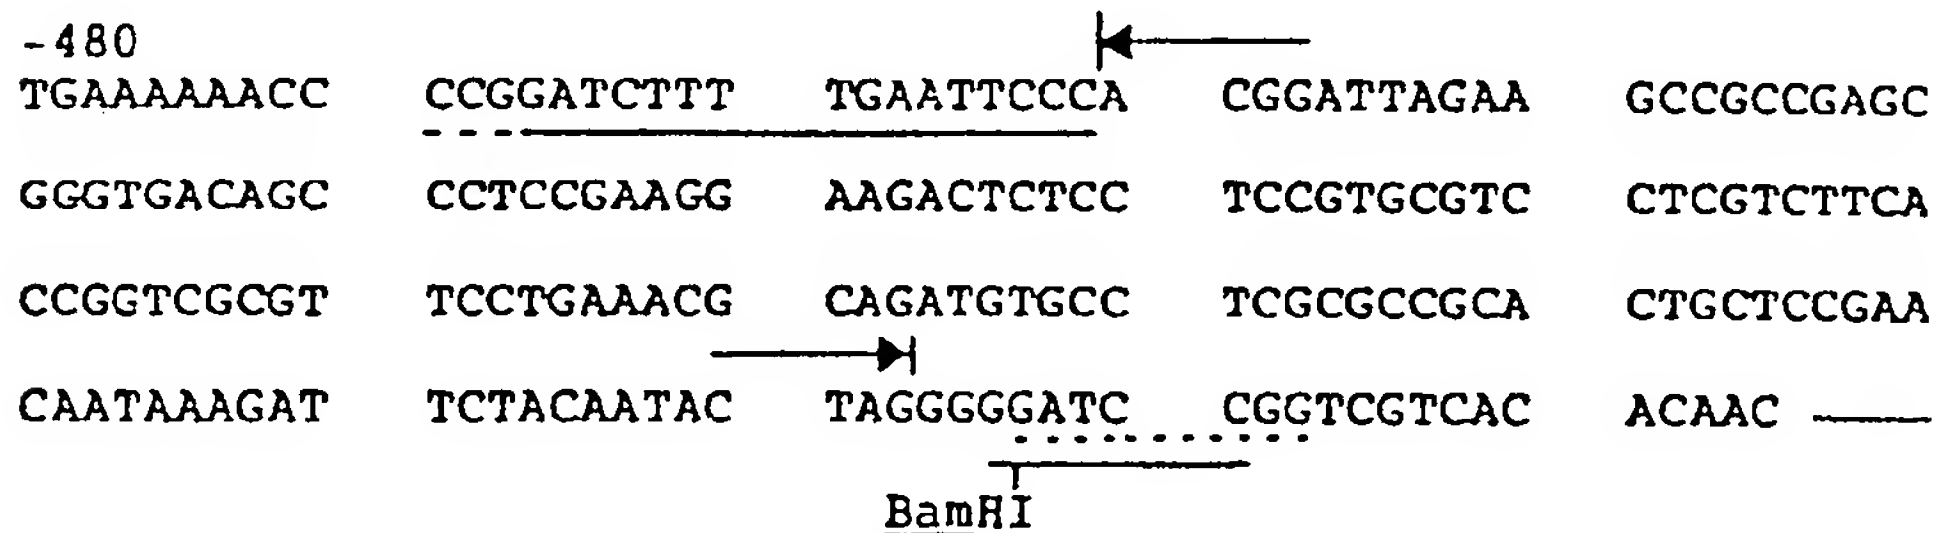 -480
TGAAAAAACC CCGGATCTTT TGAATTCCCA CGGATTAGAA GCCGCCGAGC
GGGTGACAGC CCTCCGAAGG AAGACTCTCC TCCGTGCGTC CTCGTCTTCA
CCGGTCGCGT TCCTGAAACG CAGATGTGCC TCGCGCCGCA CTGCTCCGAA
CAATAAAGAT TCTACAATAC TAGGGGGATC CGGTCGTCAC ACAAC
BamHI